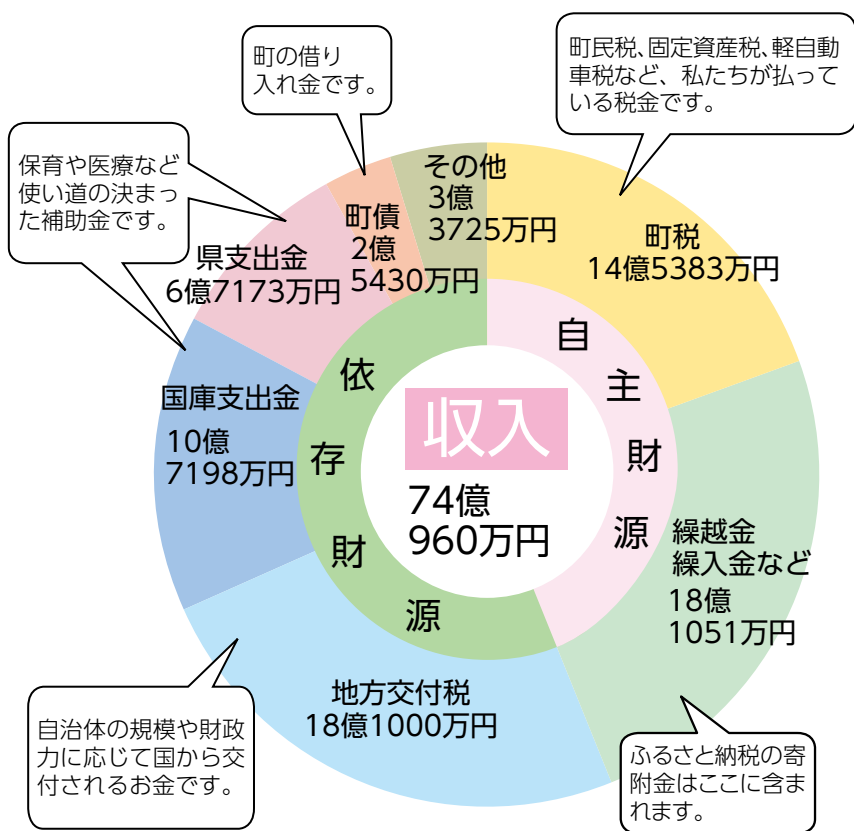 町の借り
入れ金です。
町民税、固定資産税、軽自動
車税など、私たちが払って
いる税金です。
保育や医療など
使い道の決まっ
た補助金です。
その他
3億
3725万円
町税
14億5383万円
町債
2億
5430万円
県支出金
6億7173万円
国庫支出金
10億
7198万円
依存財源
自主財源
収入
74億
960万円
繰越金
繰入金など
18億
1051万円
地方交付税
18億1000万円
自治体の規模や財政
力に応じて国から交
付されるお金です。
ふるさと納税の寄
附金はここに含ま
れます。